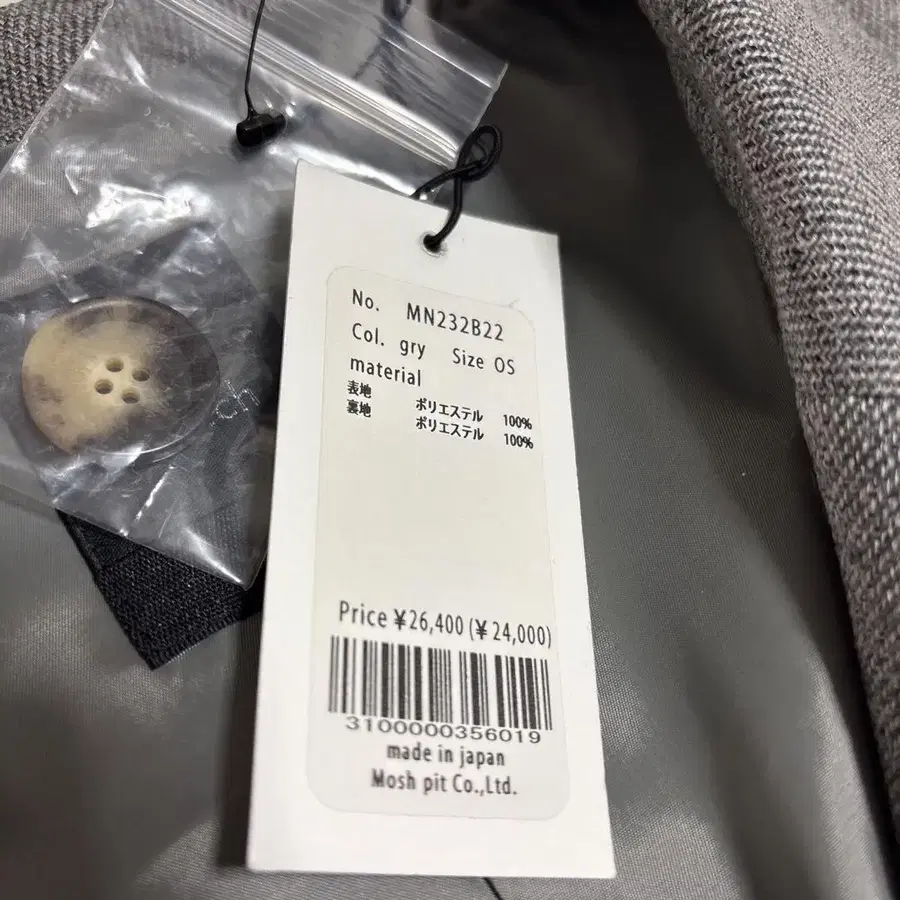 No. MN232B22
Col. gry Size OS
material
表地 ポリエステル 100%
裏地 ポリエステル 100%
Price ¥26,400 (¥ 24,000)
3100000356019
made in japan
Mosh pit Co.,Ltd.